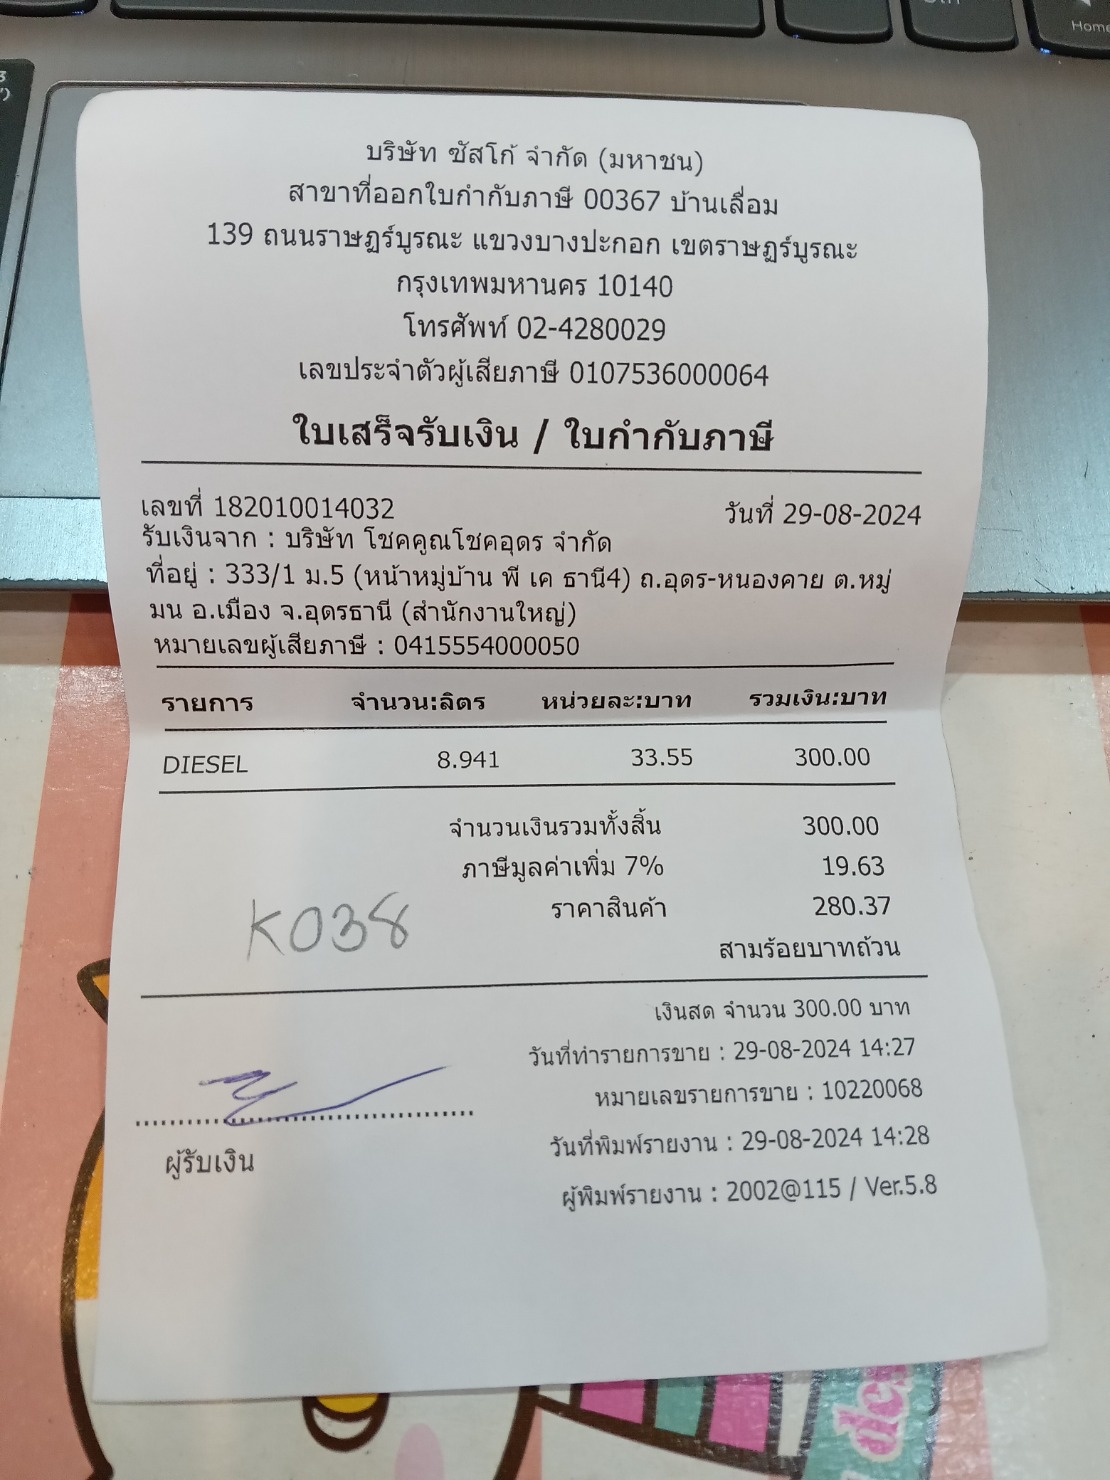 Home
บริษัท ซัสโก้ จำกัด (มหาชน)
สาขาที่ออกใบกำกับภาษี 00367 บ้านเลื่อม
139 ถนนราษฎร์บูรณะ แขวงบางปะกอก เขตราษฎร์บูรณะ
กรุงเทพมหานคร 10140
โทรศัพท์ 02-4280029
เลขประจำตัวผู้เสียภาษี 0107536000064
ใบเสร็จรับเงิน / ใบกำกับภาษี
เลขที่ 182010014032 วันที่ 29-08-2024
รับเงินจาก : บริษัท โชคคูณโชคอุดร จำกัด
ที่อยู่ : 333/1 ม.5 (หน้าหมู่บ้าน พี เค ธานี4) ถ.อุดร-หนองคาย ต.หมู่
มน อ.เมือง จ.อุดรธานี (สำนักงานใหญ่)
หมายเลขผู้เสียภาษี : 0415554000050
รายการ จำนวน:ลิตร หน่วยละ:บาท รวมเงิน:บาท
DIESEL 8.941 33.55 300.00
จำนวนเงินรวมทั้งสิ้น 300.00
ภาษีมูลค่าเพิ่ม 7% 19.63
ราคาสินค้า 280.37
K038
สามร้อยบาทถ้วน
เงินสด จำนวน 300.00 บาท
วันที่ทำรายการขาย : 29-08-2024 14:27
หมายเลขรายการขาย : 10220068
วันที่พิมพ์รายงาน : 29-08-2024 14:28
ผู้รับเงิน
ผู้พิมพ์รายงาน : 2002@115 / Ver.5.8